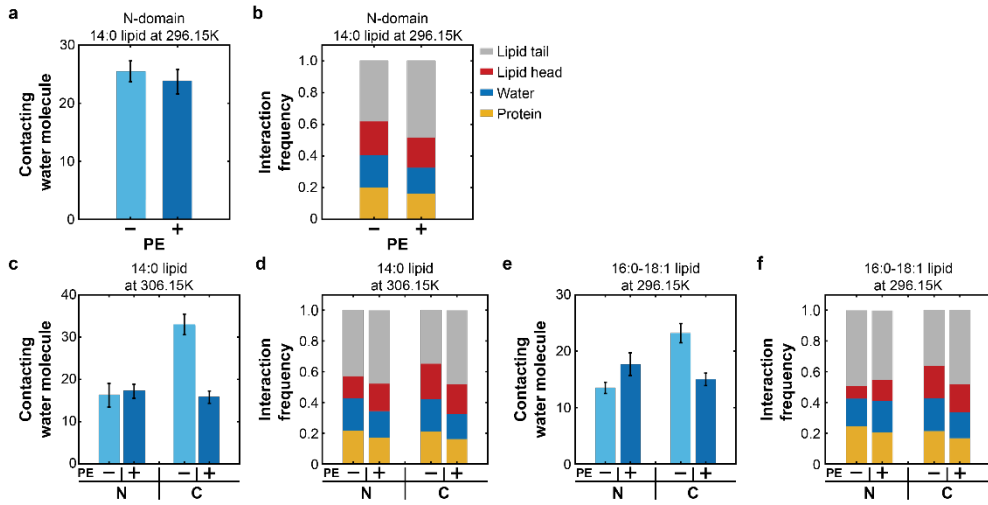 a
N-domain
14:0 lipid at 296.15K
Contacting
water molecule
30
20
10
0
− +
PE
b
N-domain
14:0 lipid at 296.15K
Interaction
frequency
1.0
0.8
0.6
0.4
0.2
0
− +
Lipid tail
Lipid head
Water
Protein
c
14:0 lipid
at 306.15K
Contacting
water molecule
40
30
20
10
0
PE − + − +
N C
d
14:0 lipid
at 306.15K
Interaction
frequency
1.0
0.8
0.6
0.4
0.2
0
PE − + − +
N C
e
16:0-18:1 lipid
at 296.15K
Contacting
water molecule
30
20
10
0
PE − + − +
N C
f
16:0-18:1 lipid
at 296.15K
Interaction
frequency
1.0
0.8
0.6
0.4
0.2
0
PE − + − +
N C